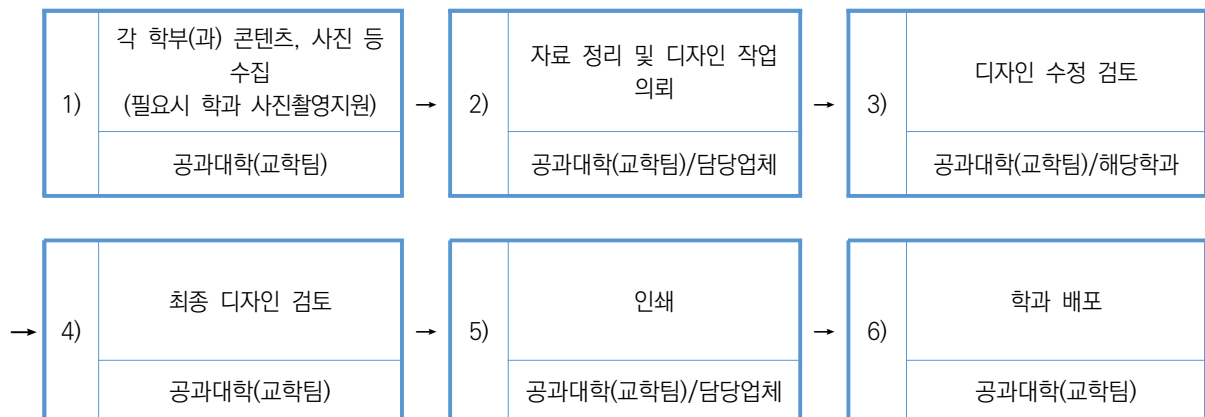 1)
각 학부(과) 콘텐츠, 사진 등
수집
(필요시 학과 사진촬영지원)
공과대학(교학팀)
→
2)
자료 정리 및 디자인 작업
의뢰
공과대학(교학팀)/담당업체
→
3)
디자인 수정 검토
공과대학(교학팀)/해당학과
→
4)
최종 디자인 검토
공과대학(교학팀)
→
5)
인쇄
공과대학(교학팀)/담당업체
→
6)
학과 배포
공과대학(교학팀)